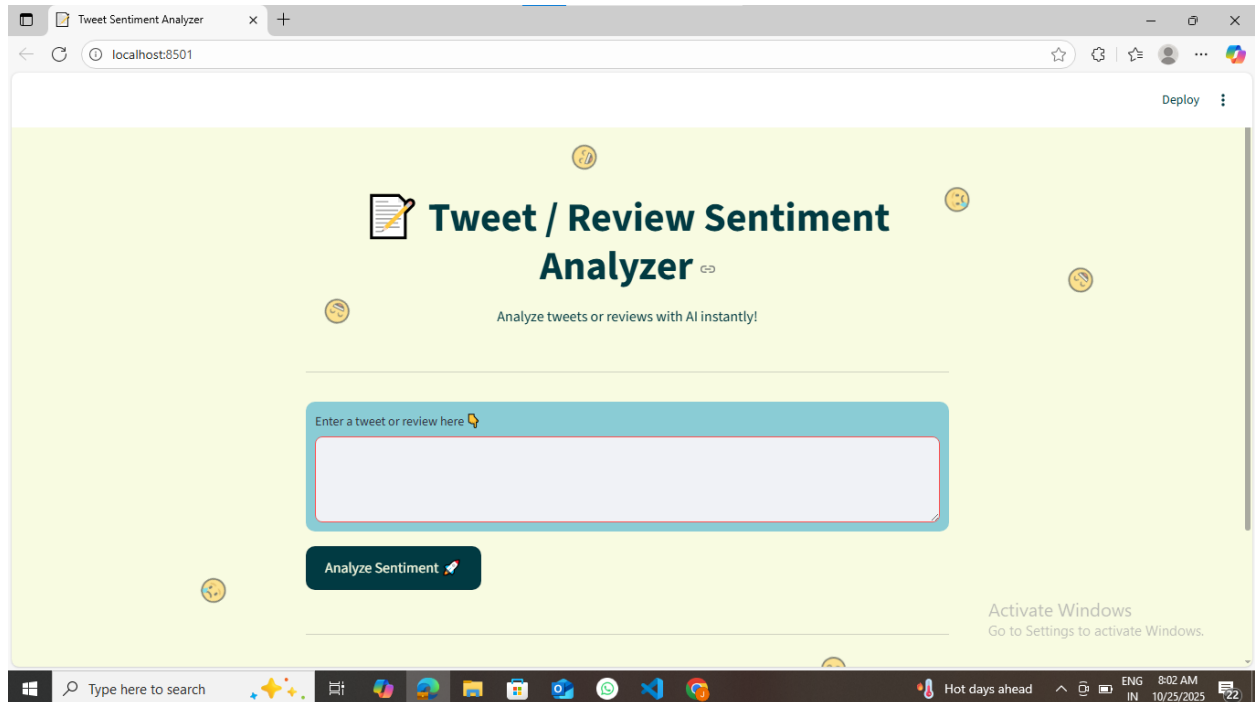 Tweet Sentiment Analyzer
localhost:8501
Deploy
Tweet / Review Sentiment
Analyzer
Analyze tweets or reviews with AI instantly!
Enter a tweet or review here
Analyze Sentiment
Activate Windows
Go to Settings to activate Windows.
Type here to search
Hot days ahead
ENG
IN
8:02 AM
10/25/2025
22